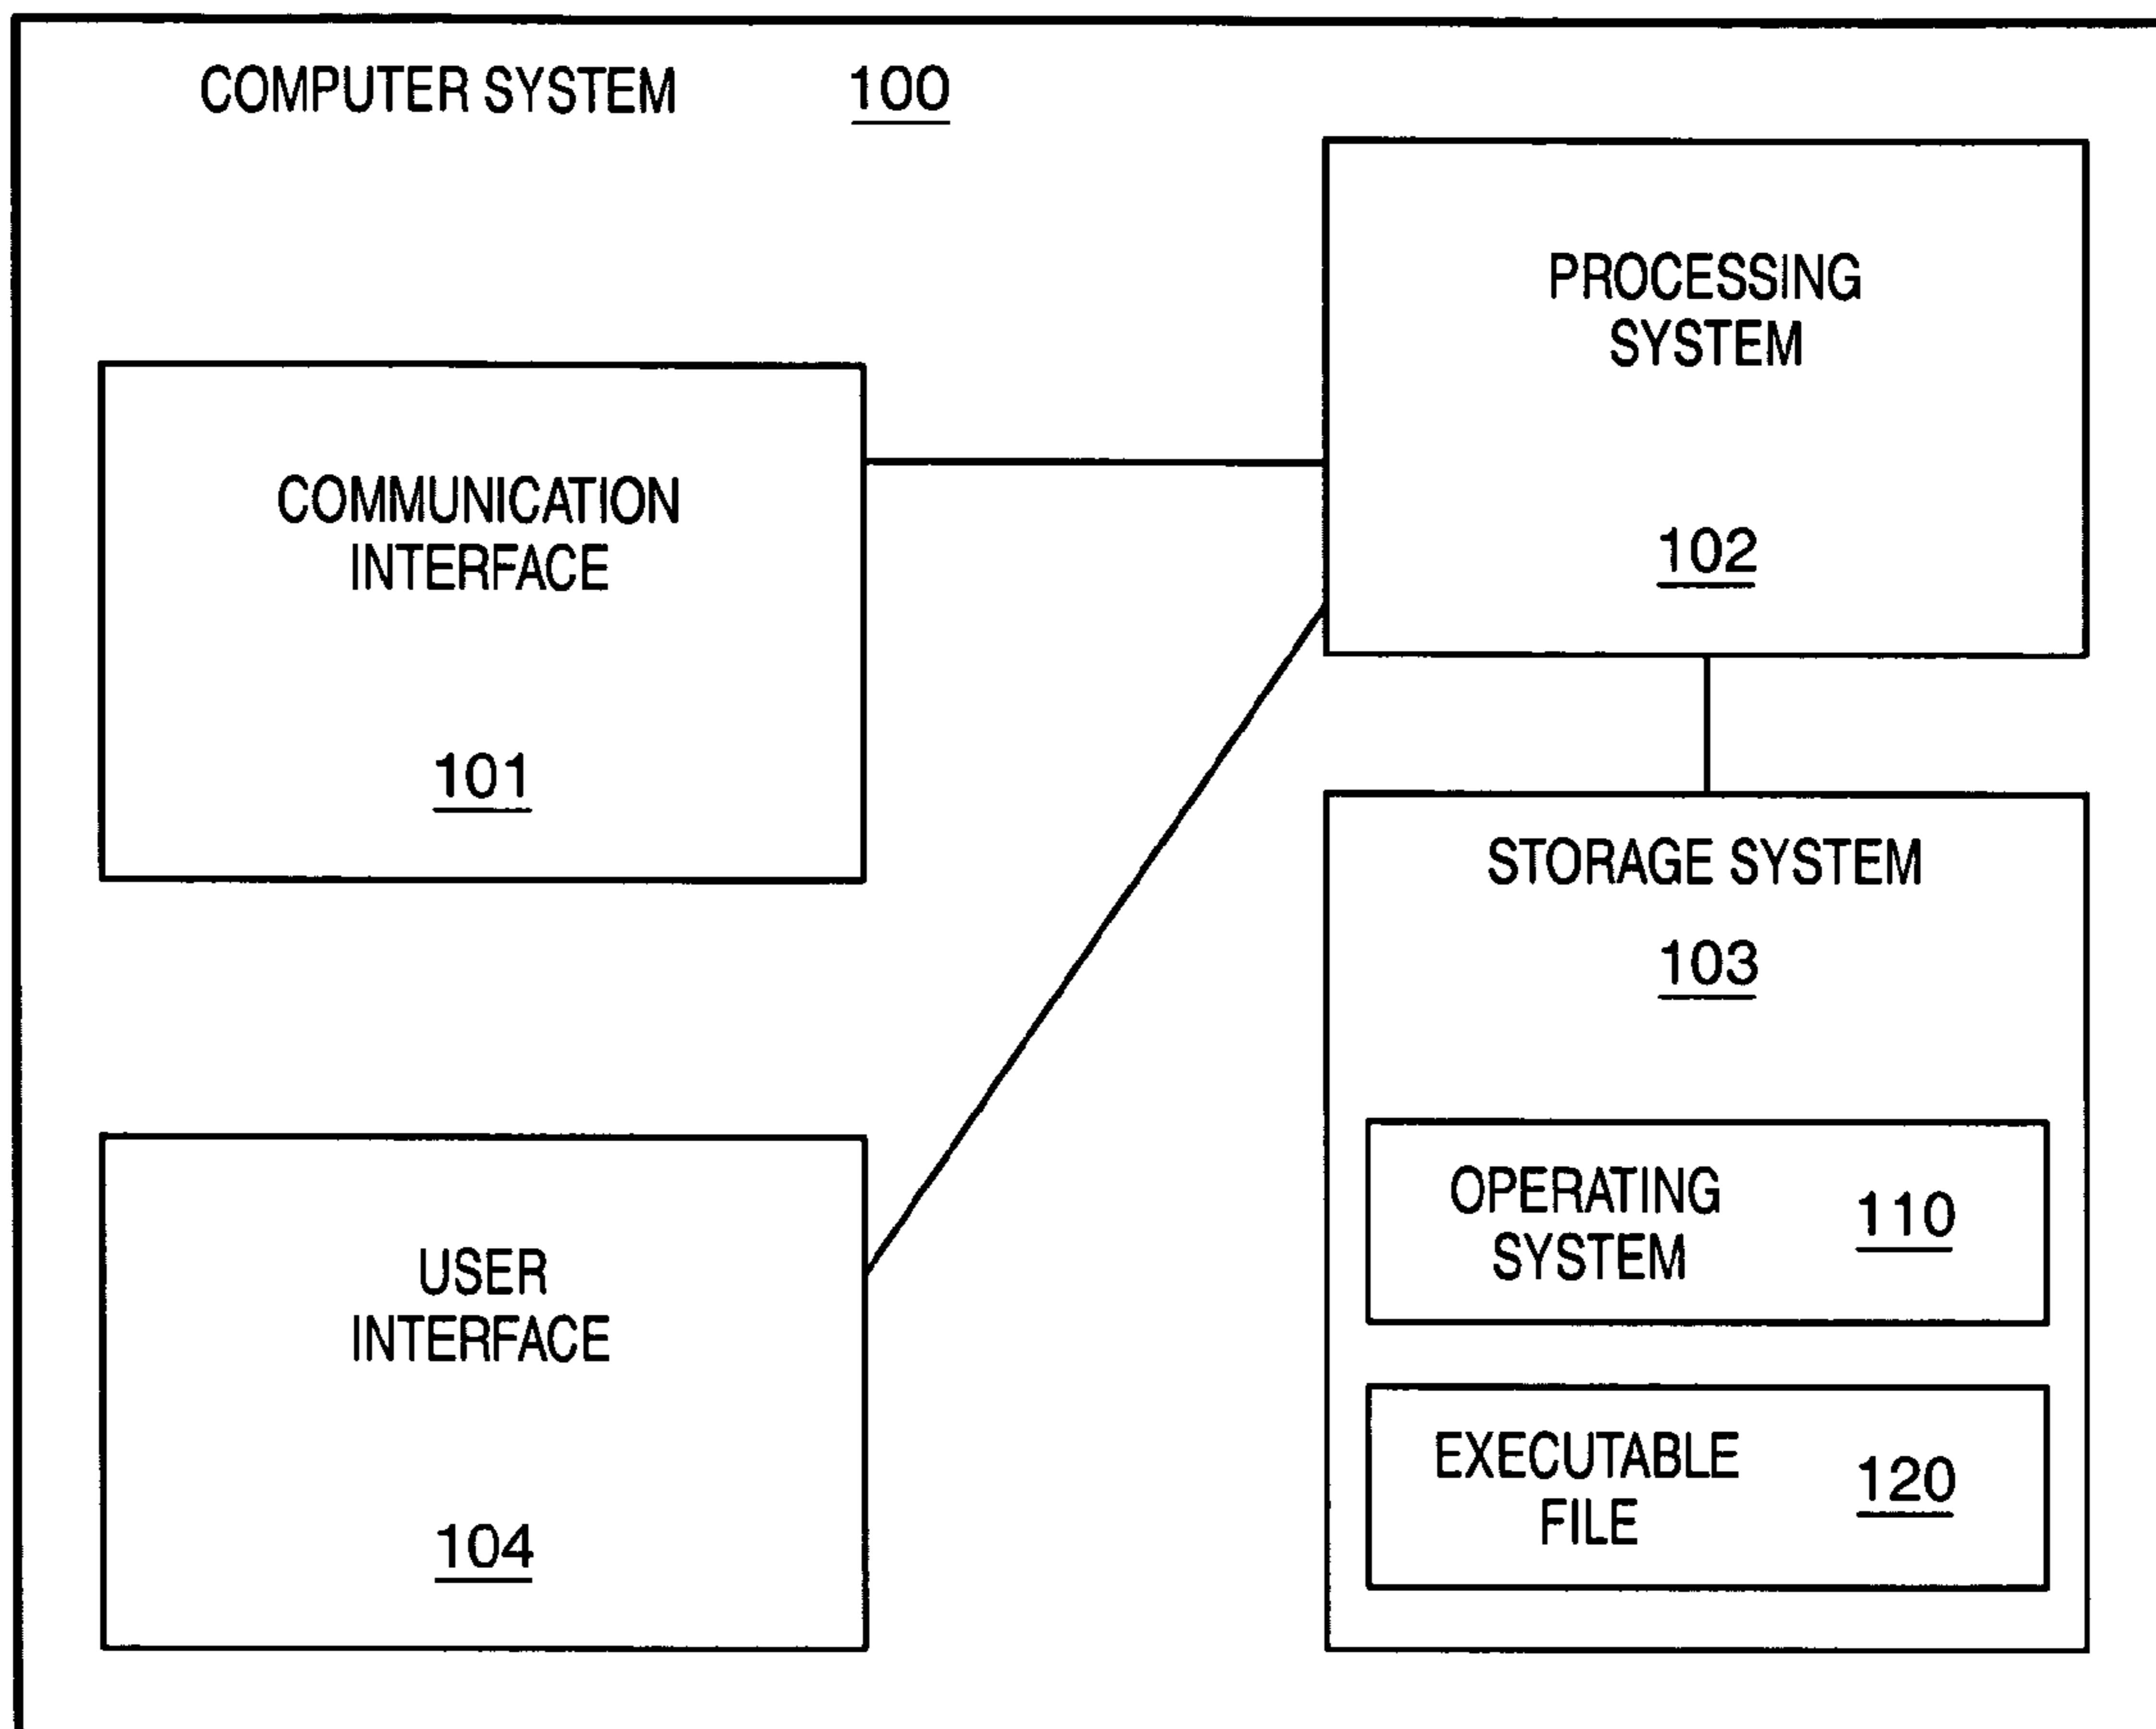 COMPUTER SYSTEM 100
PROCESSING
SYSTEM
102
COMMUNICATION
INTERFACE
101
STORAGE SYSTEM
103
OPERATING
SYSTEM
110
EXECUTABLE
FILE
120
USER
INTERFACE
104